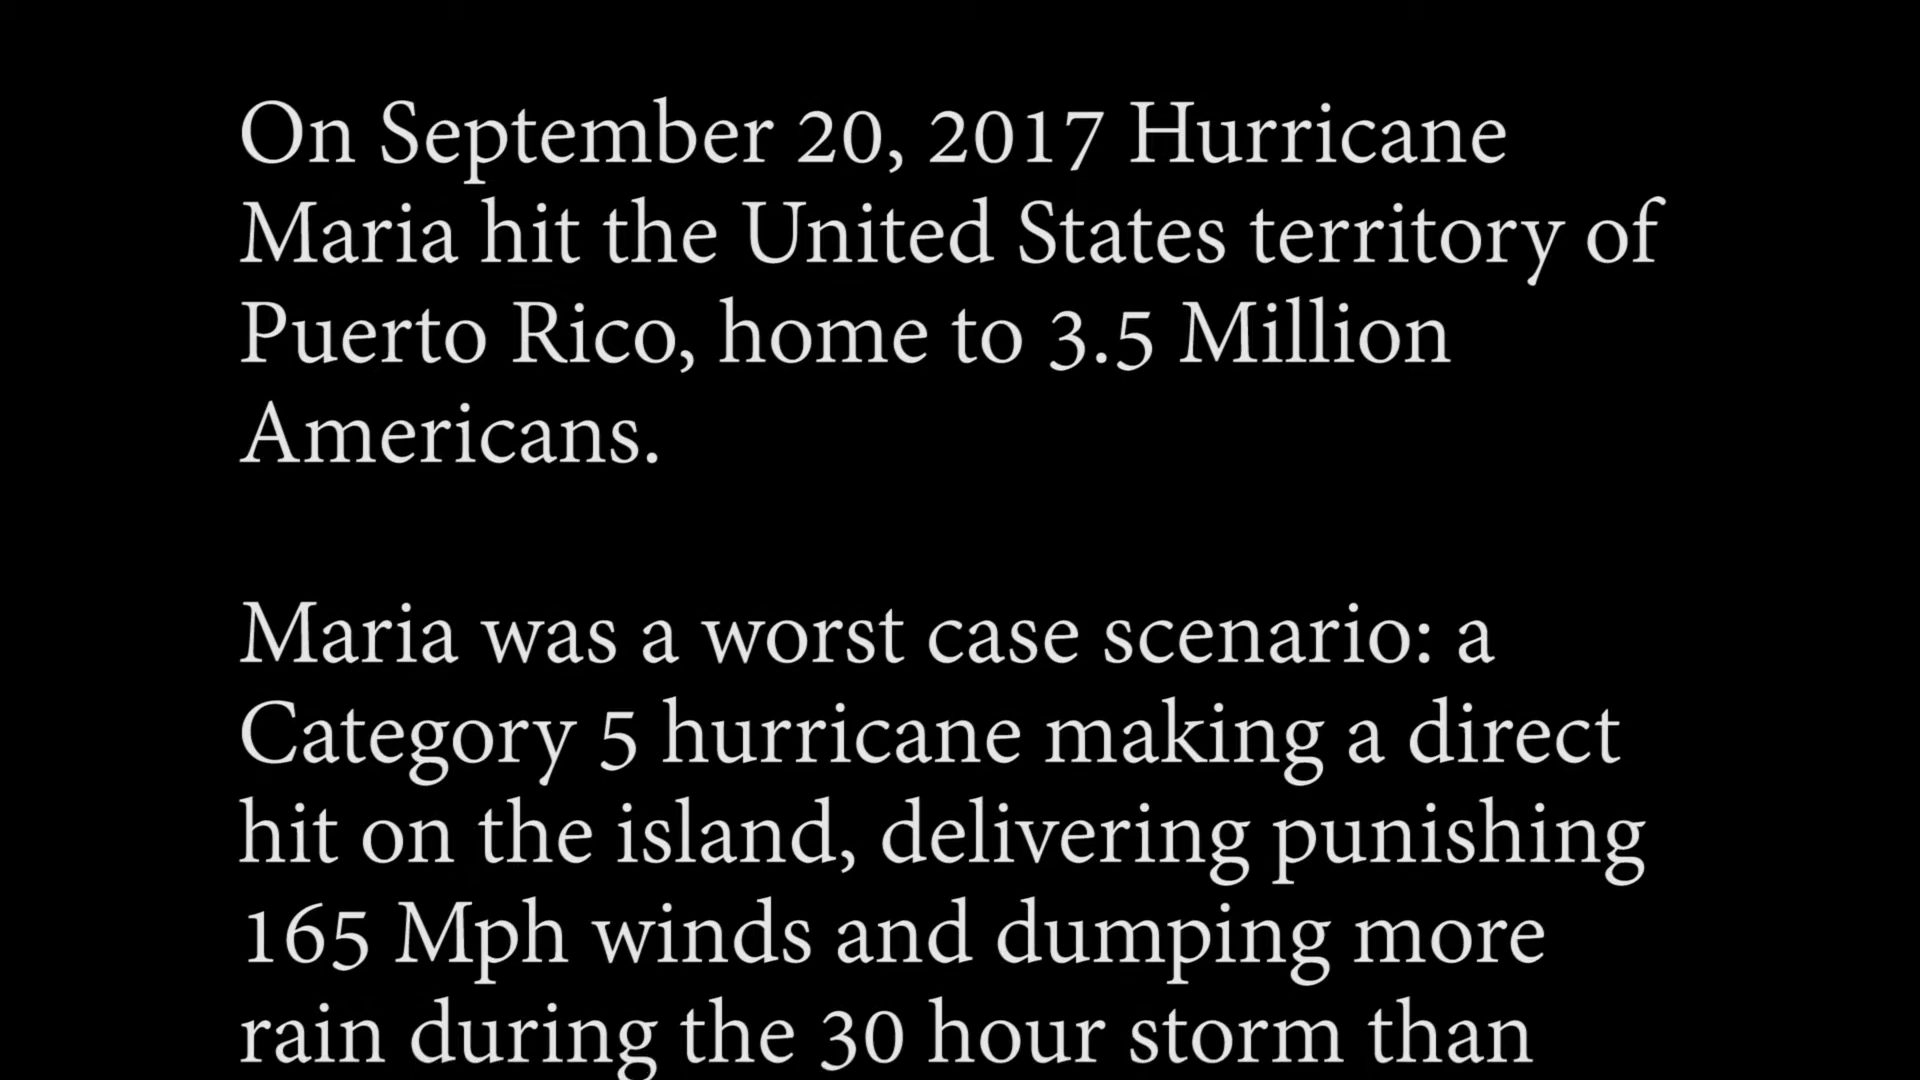 On September 20, 2017 Hurricane
Maria hit the United States territory of
Puerto Rico, home to 3.5 Million
Americans.
Maria was a worst case scenario: a
Category 5 hurricane making a direct
hit on the island, delivering punishing
165 Mph winds and dumping more
rain during the 30 hour storm than